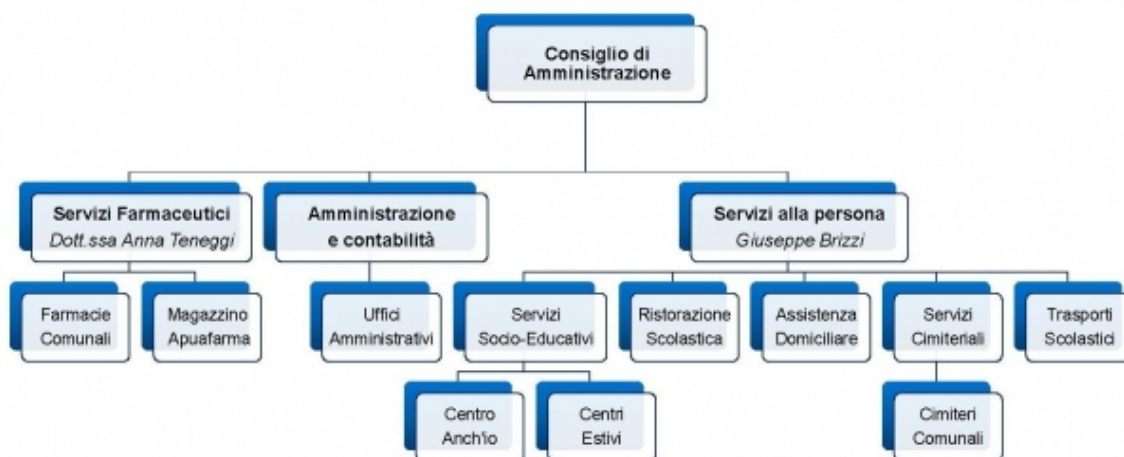 Consiglio di
Amministrazione
Servizi Farmaceutici
Dott.ssa Anna Teneggi
Amministrazione
e contabilità
Servizi alla persona
Giuseppe Brizzi
Farmacie
Comunali
Magazzino
Apuafarma
Uffici
Amministrativi
Servizi
Socio-Educativi
Ristorazione
Scolastica
Assistenza
Domiciliare
Servizi
Cimiteriali
Trasporti
Scolastici
Centro
Anch'io
Centri
Estivi
Cimiteri
Comunali